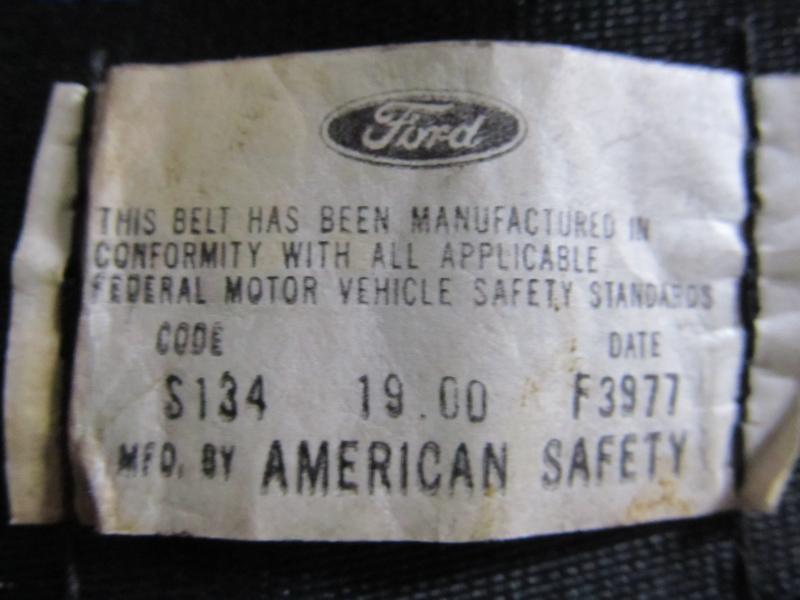 Ford
THIS BELT HAS BEEN MANUFACTURED IN
CONFORMITY WITH ALL APPLICABLE
FEDERAL MOTOR VEHICLE SAFETY STANDARDS
CODE DATE
S134 19.00 F3977
MFD. BY AMERICAN SAFETY